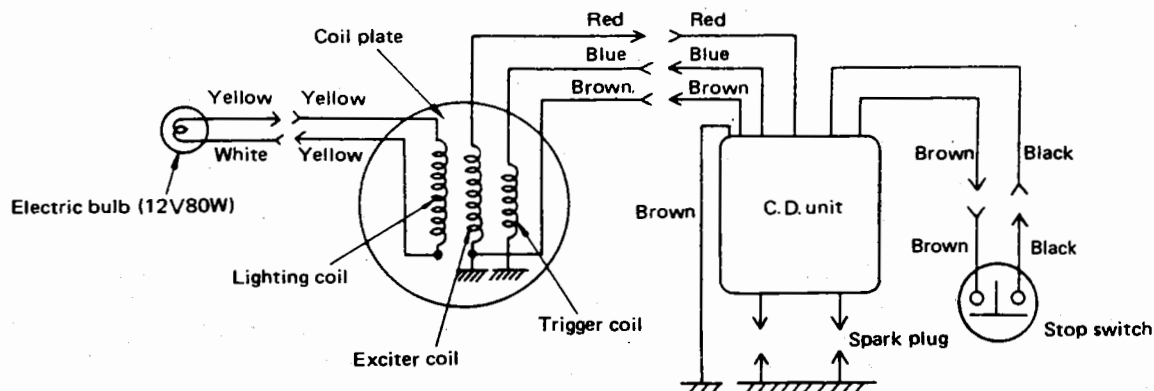 Red
Red
Coil plate
Blue
Blue
Brown.
Brown
Yellow
Yellow
White
Yellow
Brown
Black
Electric bulb (12V80W)
Brown
C.D. unit
Brown
Black
Lighting coil
Trigger coil
Spark plug
Stop switch
Exciter coil